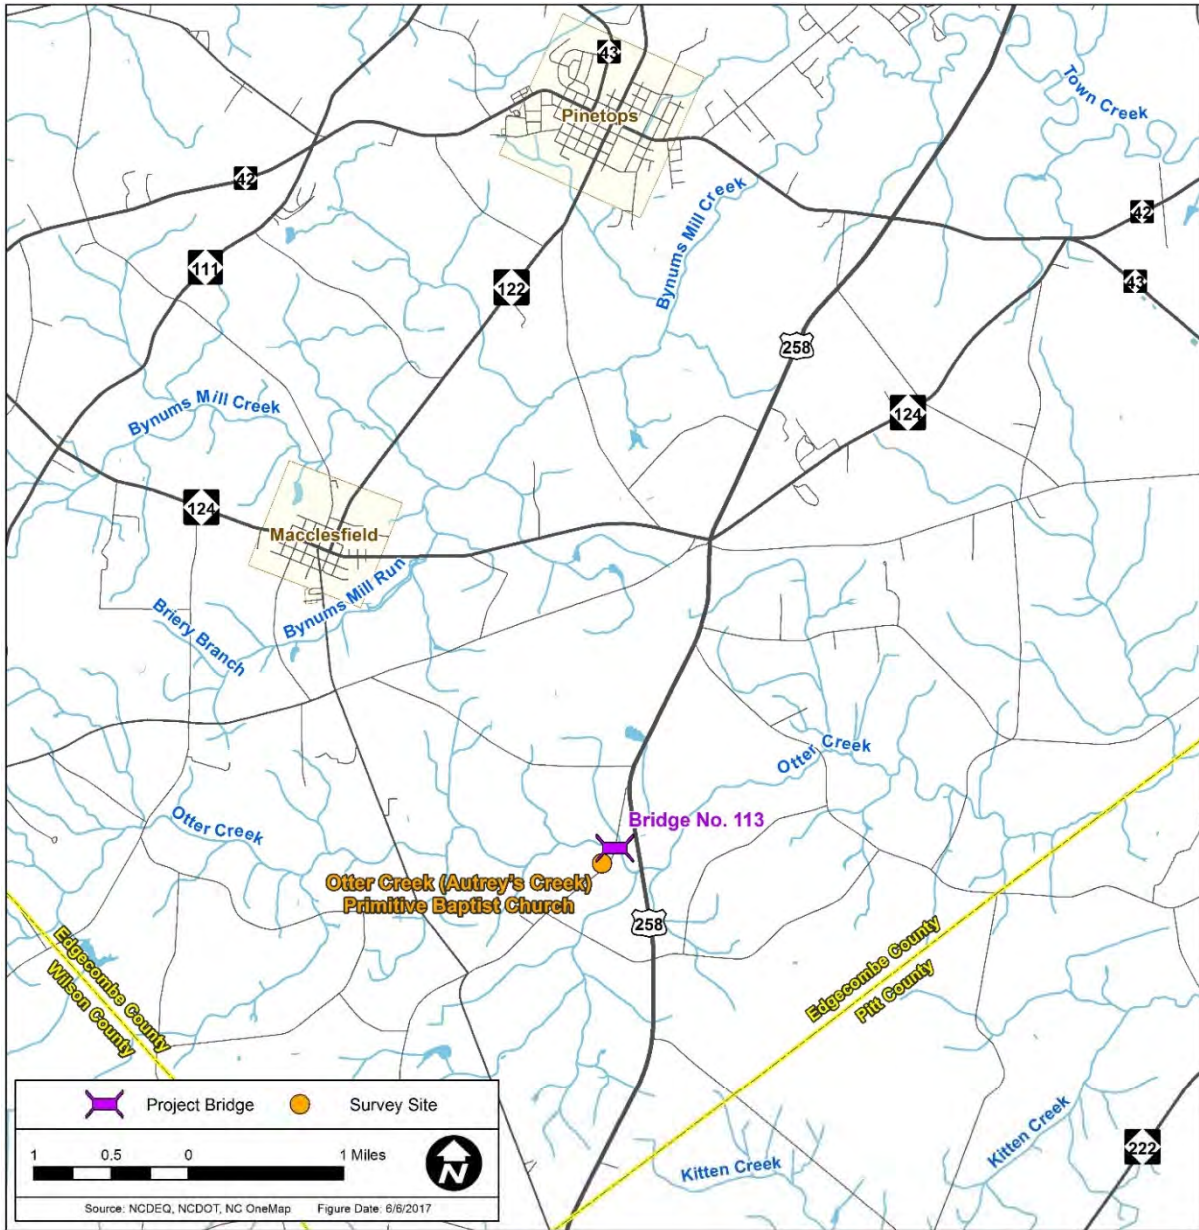 43
Pinetops
Town Creek
42
42
Bynums Mill Creek
111
122
43
258
Bynums Mill Creek
124
124
Macclesfield
Bynums Mill Run
Briery Branch
Otter Creek
Otter Creek
Bridge No. 113
Otter Creek (Autrey's Creek)
Primitive Baptist Church
258
Edgecombe County
Wilson County
Edgecombe County
Pitt County
Kitten Creek
Kitten Creek
222
Project Bridge
Survey Site
1 0.5 0 1 Miles
N
Source: NCDEQ, NCDOT, NC OneMap Figure Date: 6/6/2017